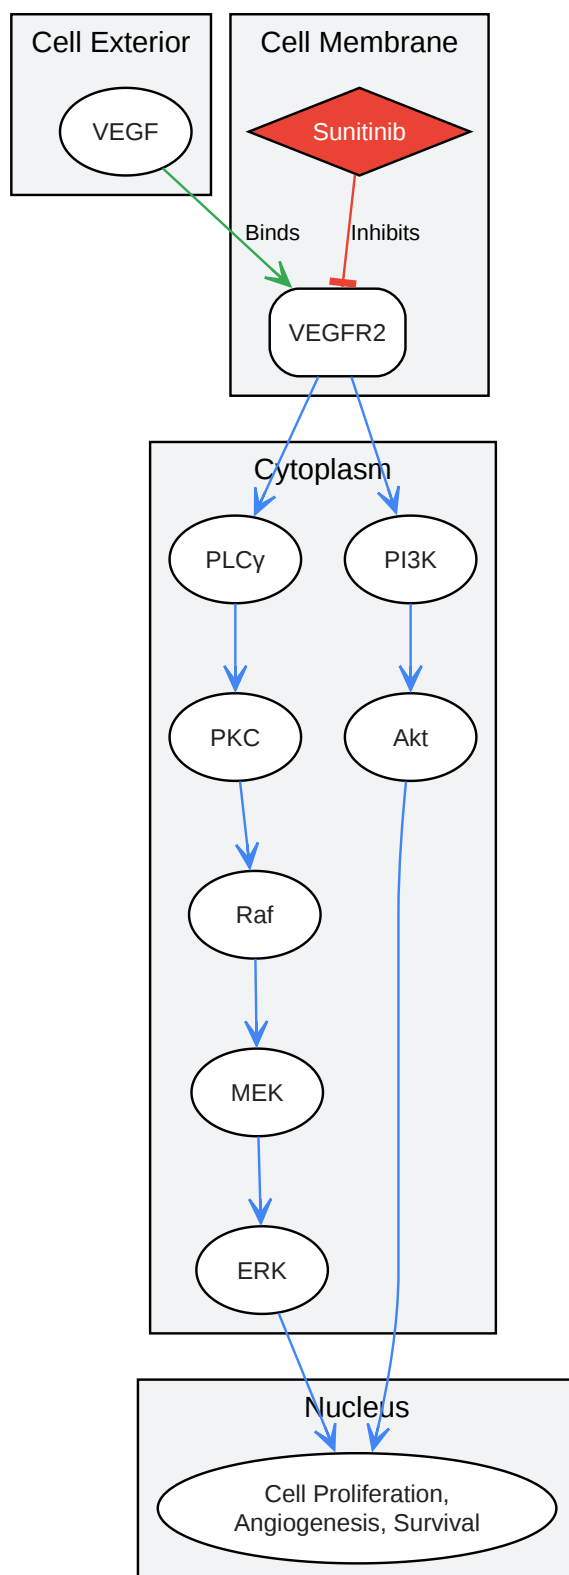 Cell Exterior
Cell Membrane
VEGF
Sunitinib
Binds
Inhibits
VEGFR2
Cytoplasm
PLCγ
PI3K
PKC
Akt
Raf
MEK
ERK
Nucleus
Cell Proliferation,
Angiogenesis, Survival